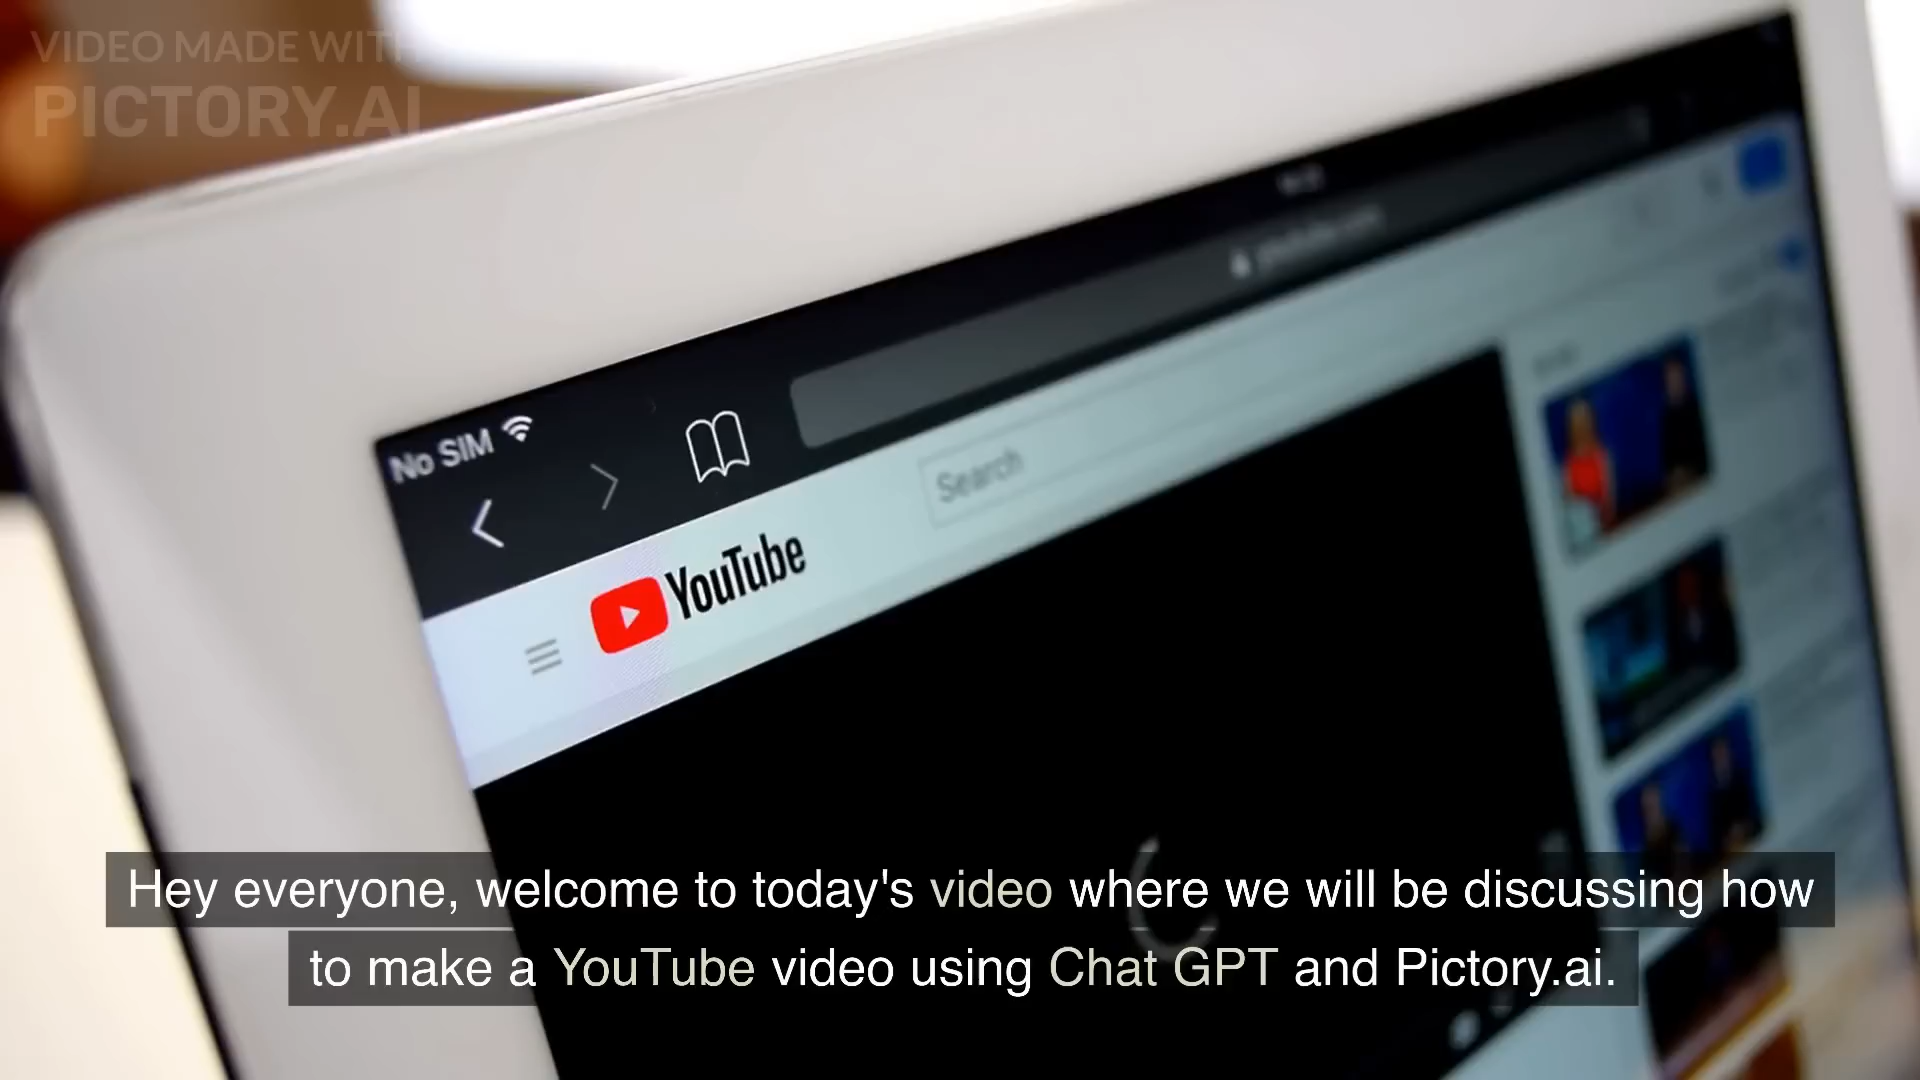 VIDEO MADE WITH
PICTORY.AI
No SIM
Search
YouTube
Hey everyone, welcome to today's video where we will be discussing how
to make a YouTube video using Chat GPT and Pictory.ai.